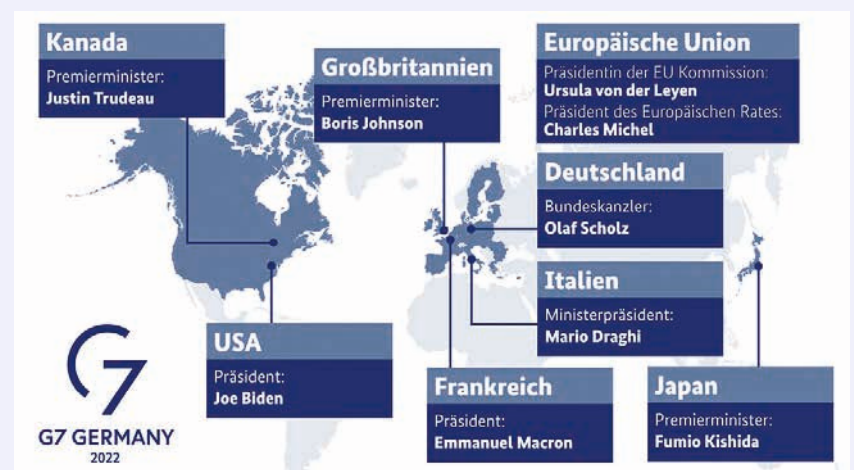 Kanada
Premierminister:
Justin Trudeau
Großbritannien
Premierminister:
Boris Johnson
Europäische Union
Präsidentin der EU Kommission:
Ursula von der Leyen
Präsident des Europäischen Rates:
Charles Michel
Deutschland
Bundeskanzler:
Olaf Scholz
Italien
Ministerpräsident:
Mario Draghi
USA
Präsident:
Joe Biden
Frankreich
Präsident:
Emmanuel Macron
Japan
Premierminister:
Fumio Kishida
G7
G7 GERMANY
2022